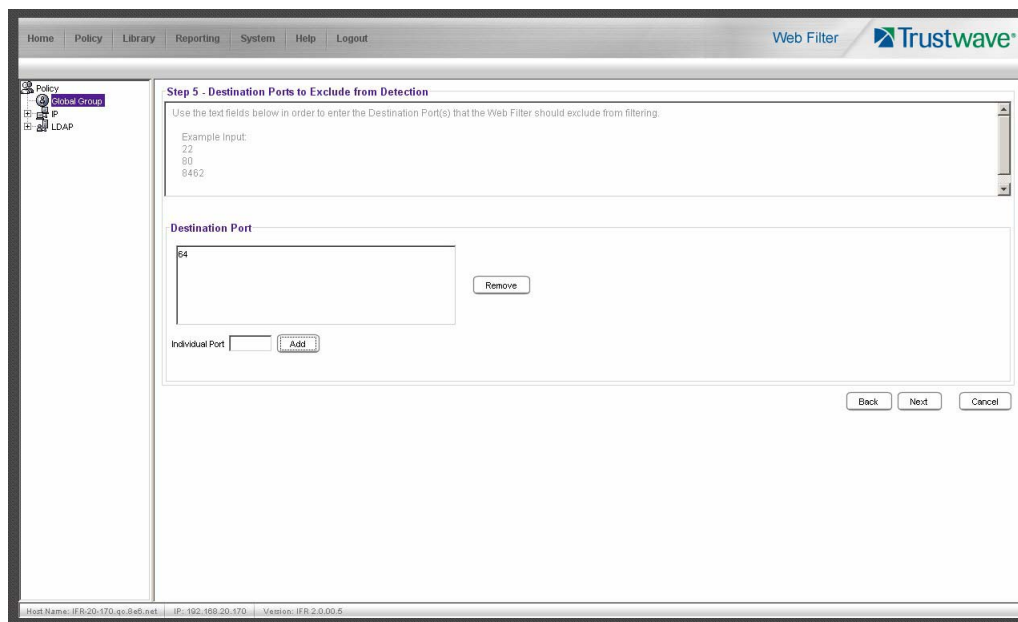 Home Policy Library Reporting System Help Logout
Web Filter
Trustwave®
Policy
Global Group
IP
LDAP
Step 5 - Destination Ports to Exclude from Detection
Use the text fields below in order to enter the Destination Port(s) that the Web Filter should exclude from filtering.
Example Input:
22
80
8462
Destination Port
64
Remove
Individual Port
Add
Back Next Cancel
Host Name: IFR-20-170.qc.8e6.net IP: 192.168.20.170 Version: IFR 2.0.00.5